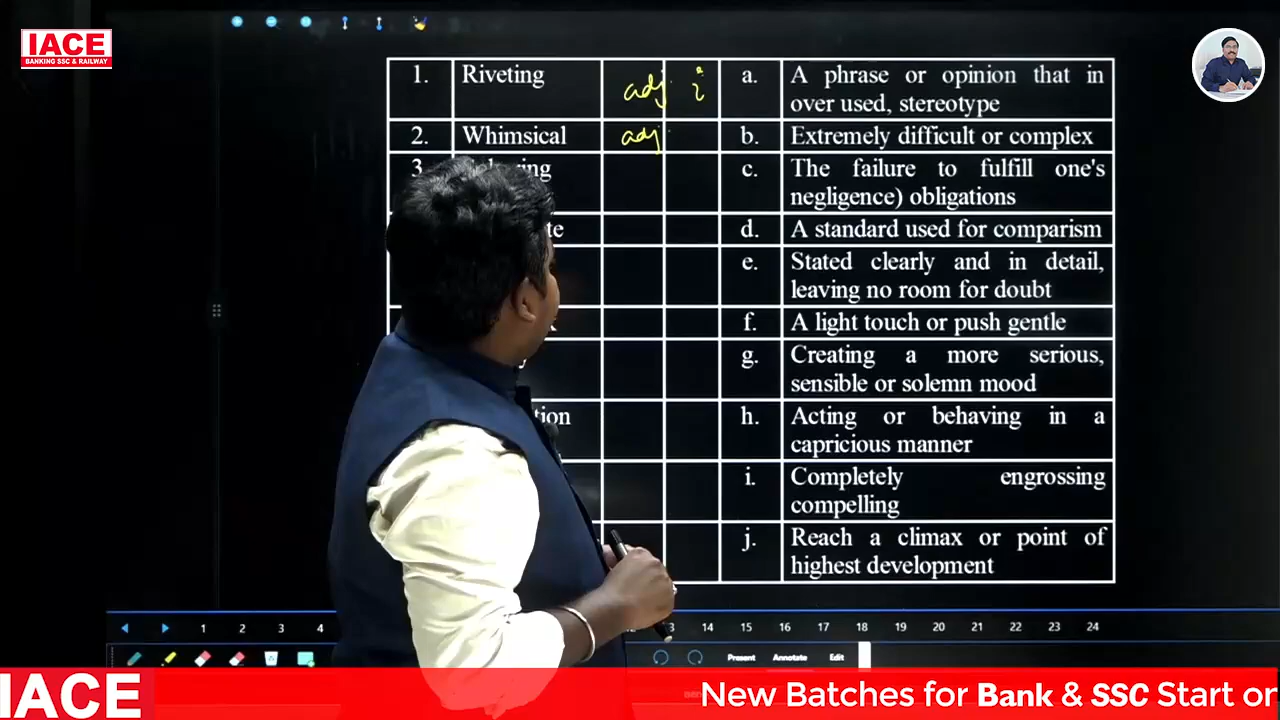 IACE
BANKING SSC & RAILWAY
1. Riveting adj. i a. A phrase or opinion that in
over used, stereotype
2. Whimsical adj. b. Extremely difficult or complex
3. c. The failure to fulfill one's
negligence) obligations
d. A standard used for comparism
e. Stated clearly and in detail,
leaving no room for doubt
f. A light touch or push gentle
g. Creating a more serious,
sensible or solemn mood
h. Acting or behaving in a
capricious manner
i. Completely engrossing
compelling
j. Reach a climax or point of
highest development
1 2 3 4 14 15 16 17 18 19 20 21 22 23 24
Present Annotate Edit
IACE New Batches for Bank & SSC Start or